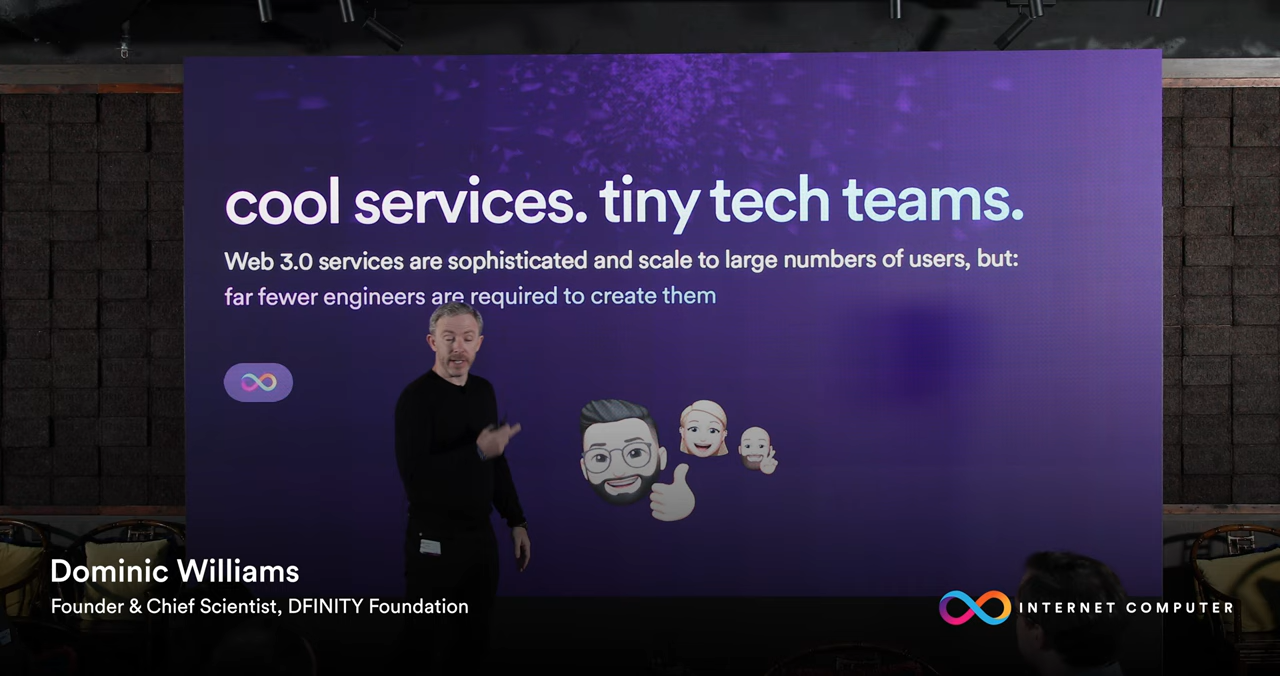 cool services. tiny tech teams.
Web 3.0 services are sophisticated and scale to large numbers of users, but:
far fewer engineers are required to create them
Dominic Williams
Founder & Chief Scientist, DFINITY Foundation
INTERNET COMPUTER